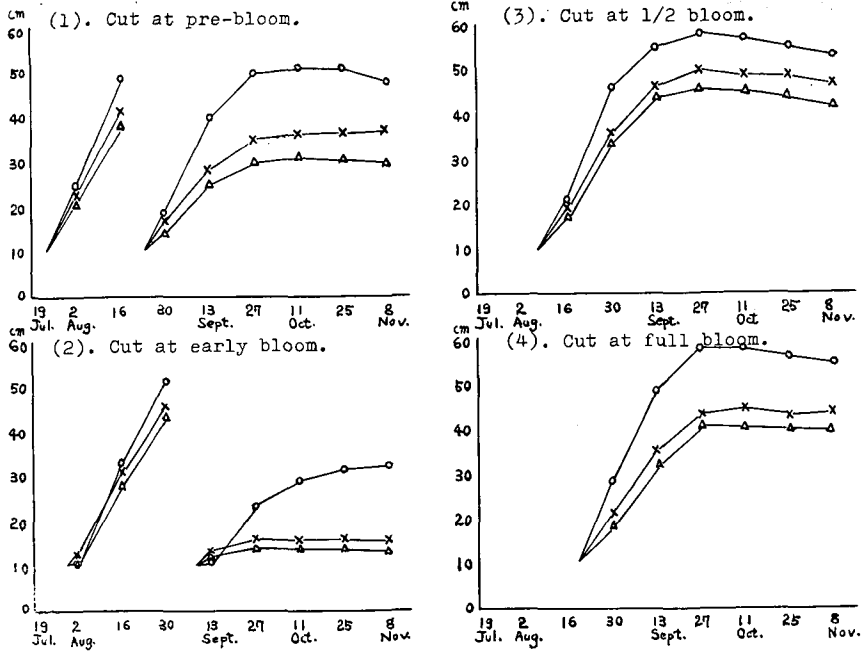 cm
(1). Cut at pre-bloom.
60
50
40
30
20
10
0
19 2 16 30 13 27 11 25 8
Jul. Aug. Sept. Oct. Nov.
cm
(2). Cut at early bloom.
60
50
40
30
20
10
0
19 2 16 30 13 27 11 25 8
Jul. Aug. Sept. Oct. Nov.
cm
(3). Cut at 1/2 bloom.
60
50
40
30
20
10
0
19 2 16 30 13 27 11 25 8
Jul. Aug. Sept. Oct. Nov.
cm
(4). Cut at full bloom.
60
50
40
30
20
10
0
19 2 16 30 13 27 11 25 8
Jul. Aug. Sept. Oct. Nov.